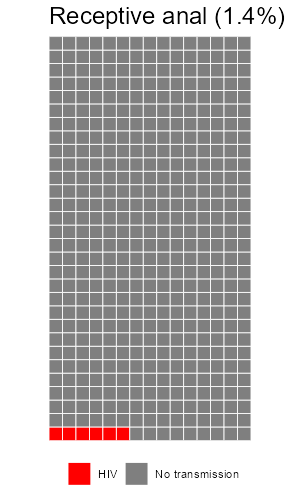 Receptive anal (1.4%)
HIV No transmission